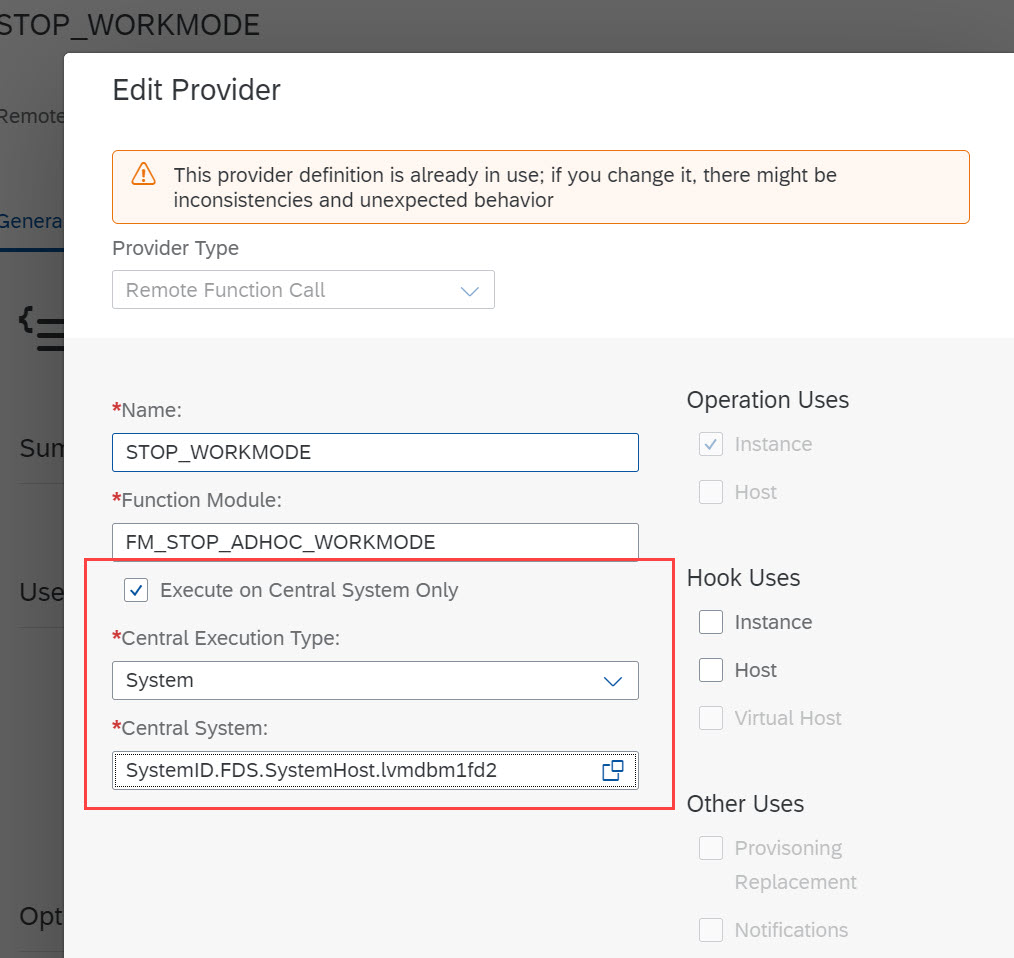 STOP_WORKMODE
Edit Provider
Remote
This provider definition is already in use; if you change it, there might be
inconsistencies and unexpected behavior
Genera
Provider Type
Remote Function Call
*Name:
STOP_WORKMODE
*Function Module:
FM_STOP_ADHOC_WORKMODE
Execute on Central System Only
*Central Execution Type:
System
*Central System:
SystemID.FDS.SystemHost.lvmdbm1fd2
Operation Uses
Instance
Host
Hook Uses
Instance
Host
Virtual Host
Other Uses
Provisoning
Replacement
Notifications
Sum
Use
Opt